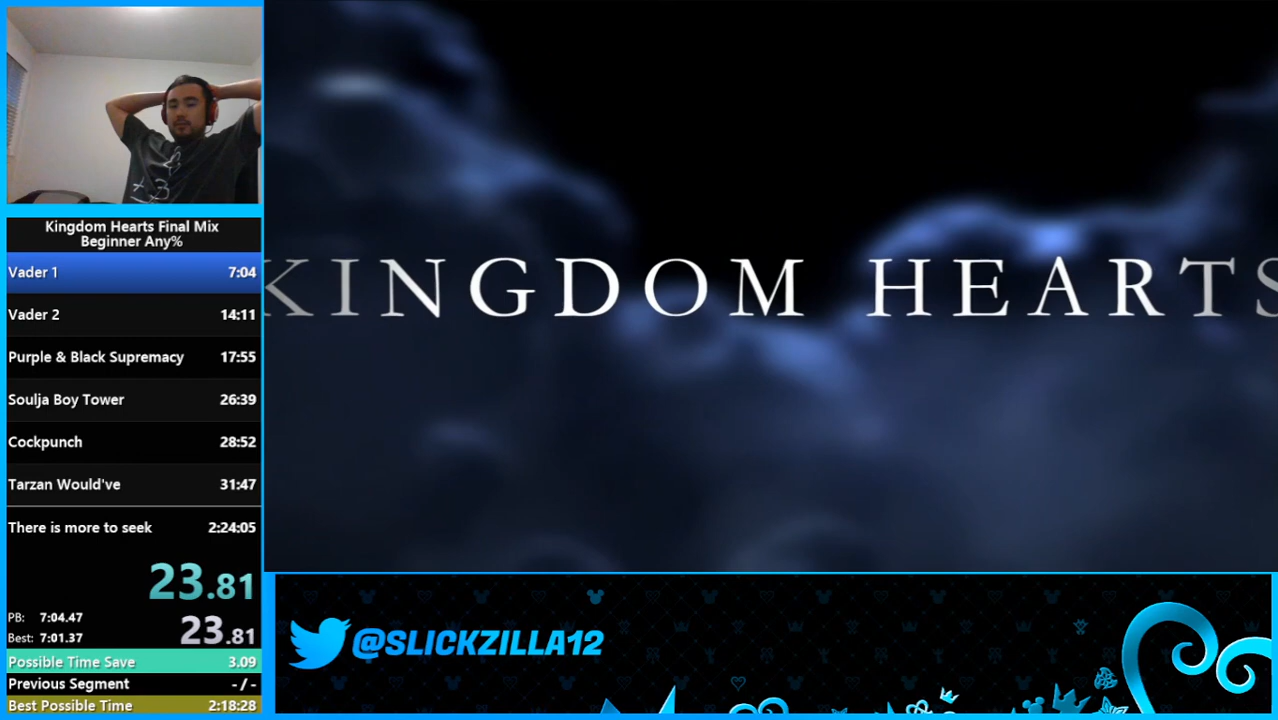 Kingdom Hearts Final Mix
Beginner Any%
Vader 1 7:04
Vader 2 14:11
Purple & Black Supremacy 17:55
Soulja Boy Tower 26:39
Cockpunch 28:52
Tarzan Would've 31:47
There is more to seek 2:24:05
23.81
PB: 7:04.47
Best: 7:01.37
23.81
Possible Time Save 3.09
Previous Segment - / -
Best Possible Time 2:18:28
KINGDOM HEARTS
@SLICKZILLA12